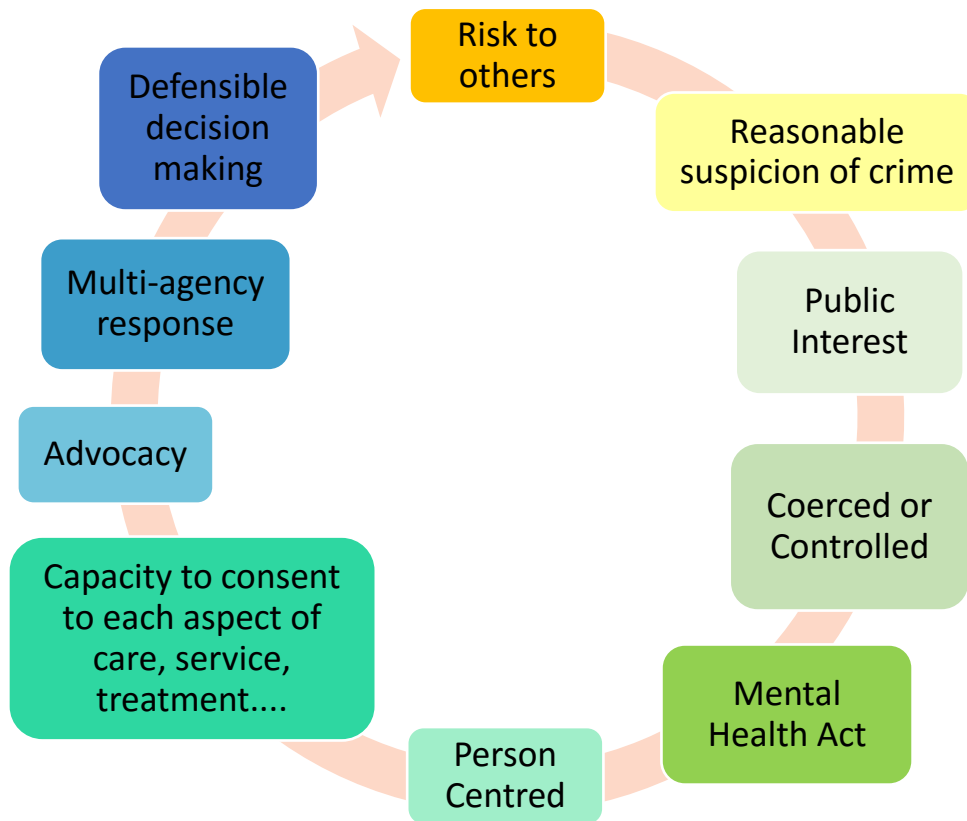 Risk to
others
Reasonable
suspicion of crime
Public
Interest
Coerced or
Controlled
Mental
Health Act
Person
Centred
Capacity to consent
to each aspect of
care, service,
treatment....
Advocacy
Multi-agency
response
Defensible
decision
making